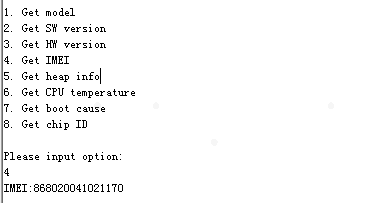 1. Get model
2. Get SW version
3. Get HW version
4. Get IMEI
5. Get heap info
6. Get CPU temperature
7. Get boot cause
8. Get chip ID
Please input option:
4
IMEI:868020041021170